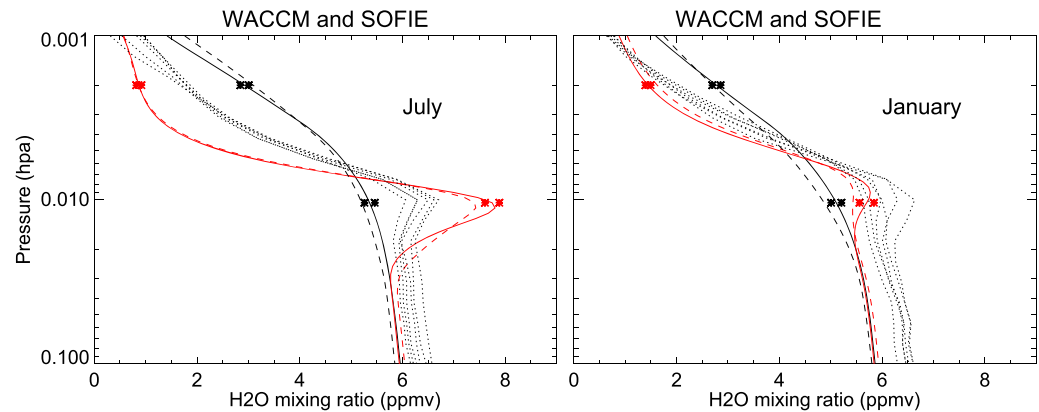 WACCM and SOFIE
WACCM and SOFIE
0.001
0.010
0.100
Pressure (hpa)
July
January
0 2 4 6 8
0 2 4 6 8
H2O mixing ratio (ppmv)
H2O mixing ratio (ppmv)